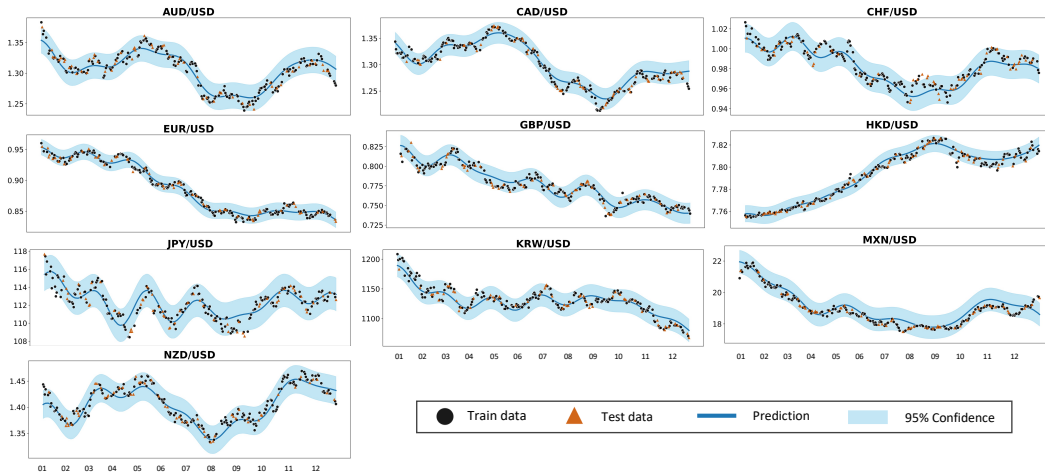 AUD/USD
1.35
1.30
1.25
CAD/USD
1.35
1.30
1.25
CHF/USD
1.02
1.00
0.98
0.96
0.94
EUR/USD
0.95
0.90
0.85
GBP/USD
0.825
0.800
0.775
0.750
0.725
HKD/USD
7.82
7.80
7.78
7.76
JPY/USD
118
116
114
112
110
108
KRW/USD
1200
1150
1100
01 02 03 04 05 06 07 08 09 10 11 12
MXN/USD
22
20
18
01 02 03 04 05 06 07 08 09 10 11 12
NZD/USD
1.45
1.40
1.35
01 02 03 04 05 06 07 08 09 10 11 12
Train data Test data Prediction 95% Confidence